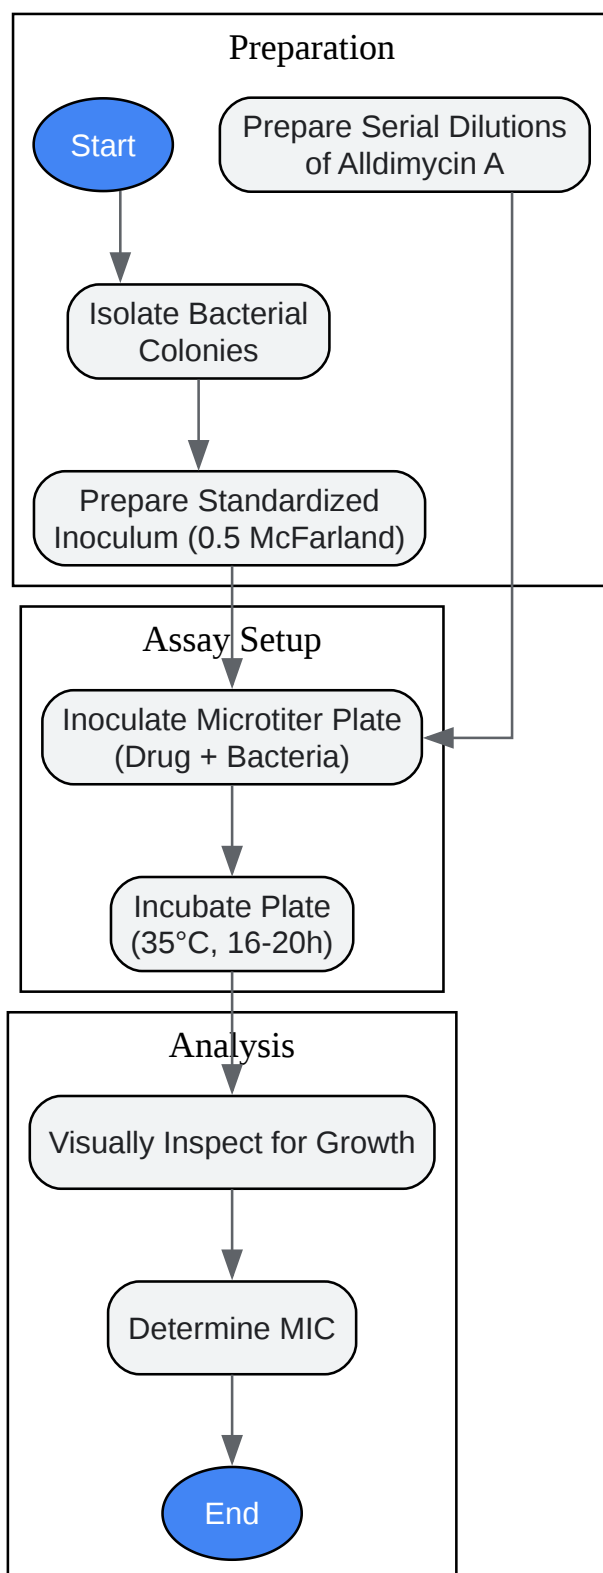 Preparation
Start
Prepare Serial Dilutions
of Alldimycin A
Isolate Bacterial
Colonies
Prepare Standardized
Inoculum (0.5 McFarland)
Assay Setup
Inoculate Microtiter Plate
(Drug + Bacteria)
Incubate Plate
(35°C, 16-20h)
Analysis
Visually Inspect for Growth
Determine MIC
End